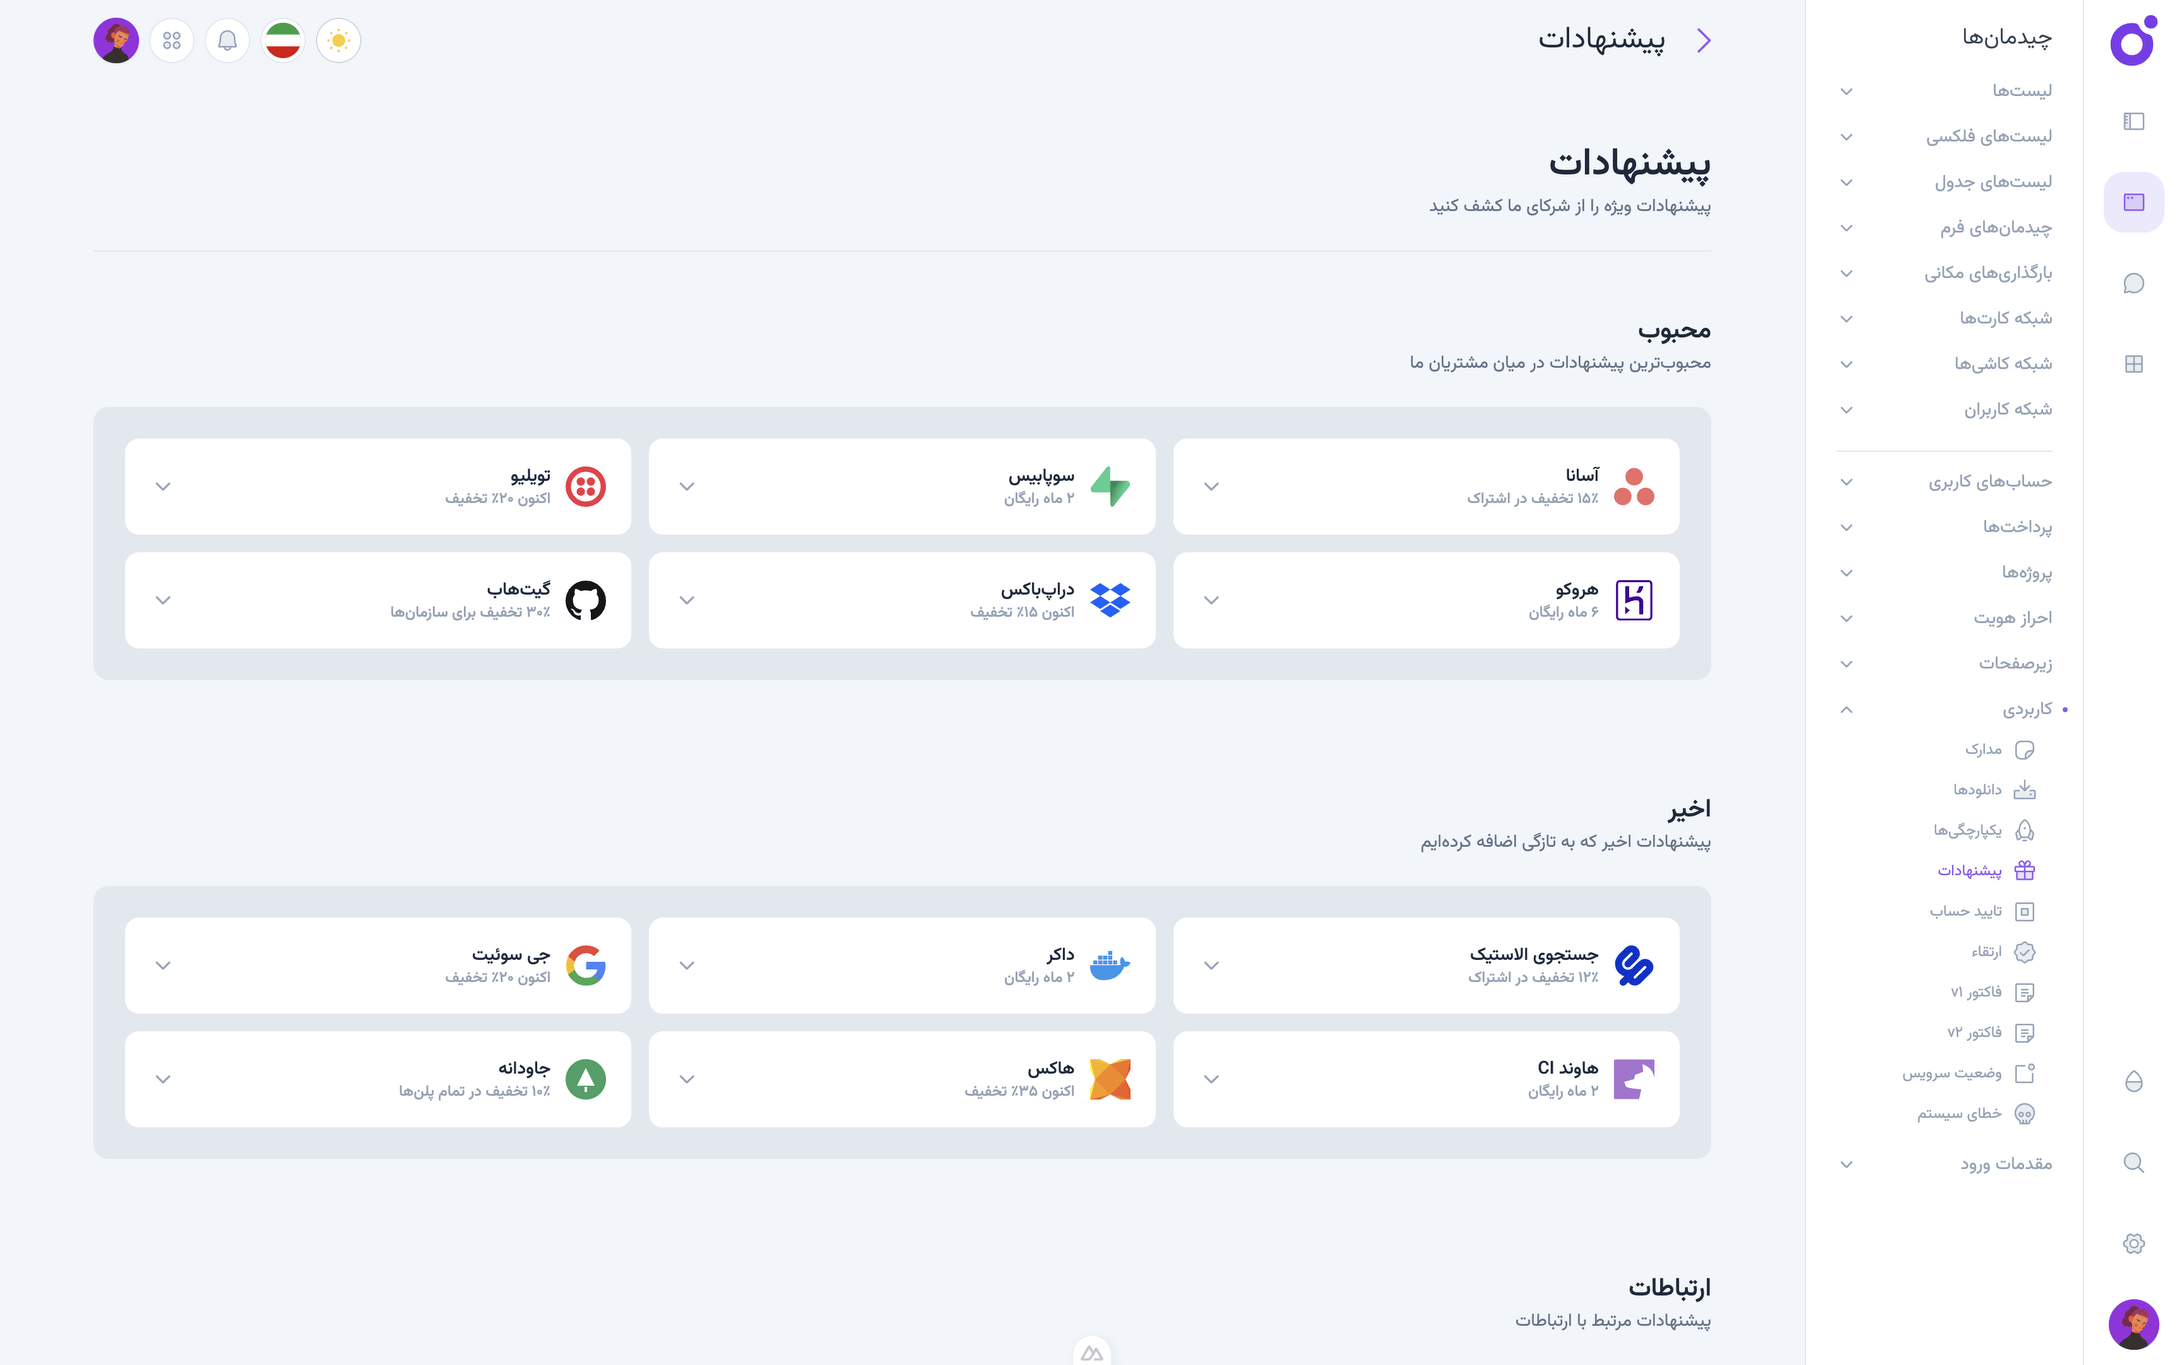 چیدمان‌ها
لیست‌ها
لیست‌های فلکسی
لیست‌های جدول
چیدمان‌های فرم
بارگذاری‌های مکانی
شبکه کارت‌ها
شبکه کاشی‌ها
شبکه کاربران
حساب‌های کاربری
پرداخت‌ها
پروژه‌ها
احراز هویت
زیرصفحات
کاربردی
مدارک
دانلودها
یکپارچگی‌ها
پیشنهادات
تایید حساب
ارتقاء
فاکتور v۱
فاکتور v۲
وضعیت سرویس
خطای سیستم
مقدمات ورود
پیشنهادات
پیشنهادات
پیشنهادات ویژه را از شرکای ما کشف کنید
محبوب
محبوب‌ترین پیشنهادات در میان مشتریان ما
آسانا
۱۵٪ تخفیف در اشتراک
سوپابیس
۲ ماه رایگان
تویلیو
اکنون ۲۰٪ تخفیف
هروکو
۶ ماه رایگان
دراپ‌باکس
اکنون ۱۵٪ تخفیف
گیت‌هاب
۳۰٪ تخفیف برای سازمان‌ها
اخیر
پیشنهادات اخیر که به تازگی اضافه کرده‌ایم
جستجوی الاستیک
۱۲٪ تخفیف در اشتراک
داکر
۲ ماه رایگان
جی سوئیت
اکنون ۲۰٪ تخفیف
هاوند CI
۲ ماه رایگان
هاکس
اکنون ۳۵٪ تخفیف
جاودانه
۱۰٪ تخفیف در تمام پلن‌ها
ارتباطات
پیشنهادات مرتبط با ارتباطات